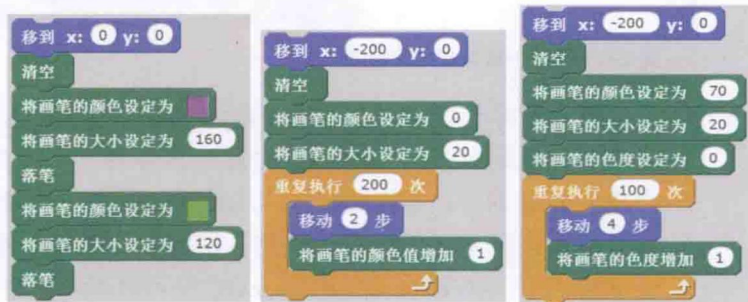 移到 x: 0 y: 0
清空
将画笔的颜色设定为
将画笔的大小设定为 160
落笔
将画笔的颜色设定为
将画笔的大小设定为 120
落笔
移到 x: -200 y: 0
清空
将画笔的颜色设定为 0
将画笔的大小设定为 20
重复执行 200 次
移动 2 步
将画笔的颜色值增加 1
移到 x: -200 y: 0
清空
将画笔的颜色设定为 70
将画笔的大小设定为 20
将画笔的色度设定为 0
重复执行 100 次
移动 4 步
将画笔的色度增加 1